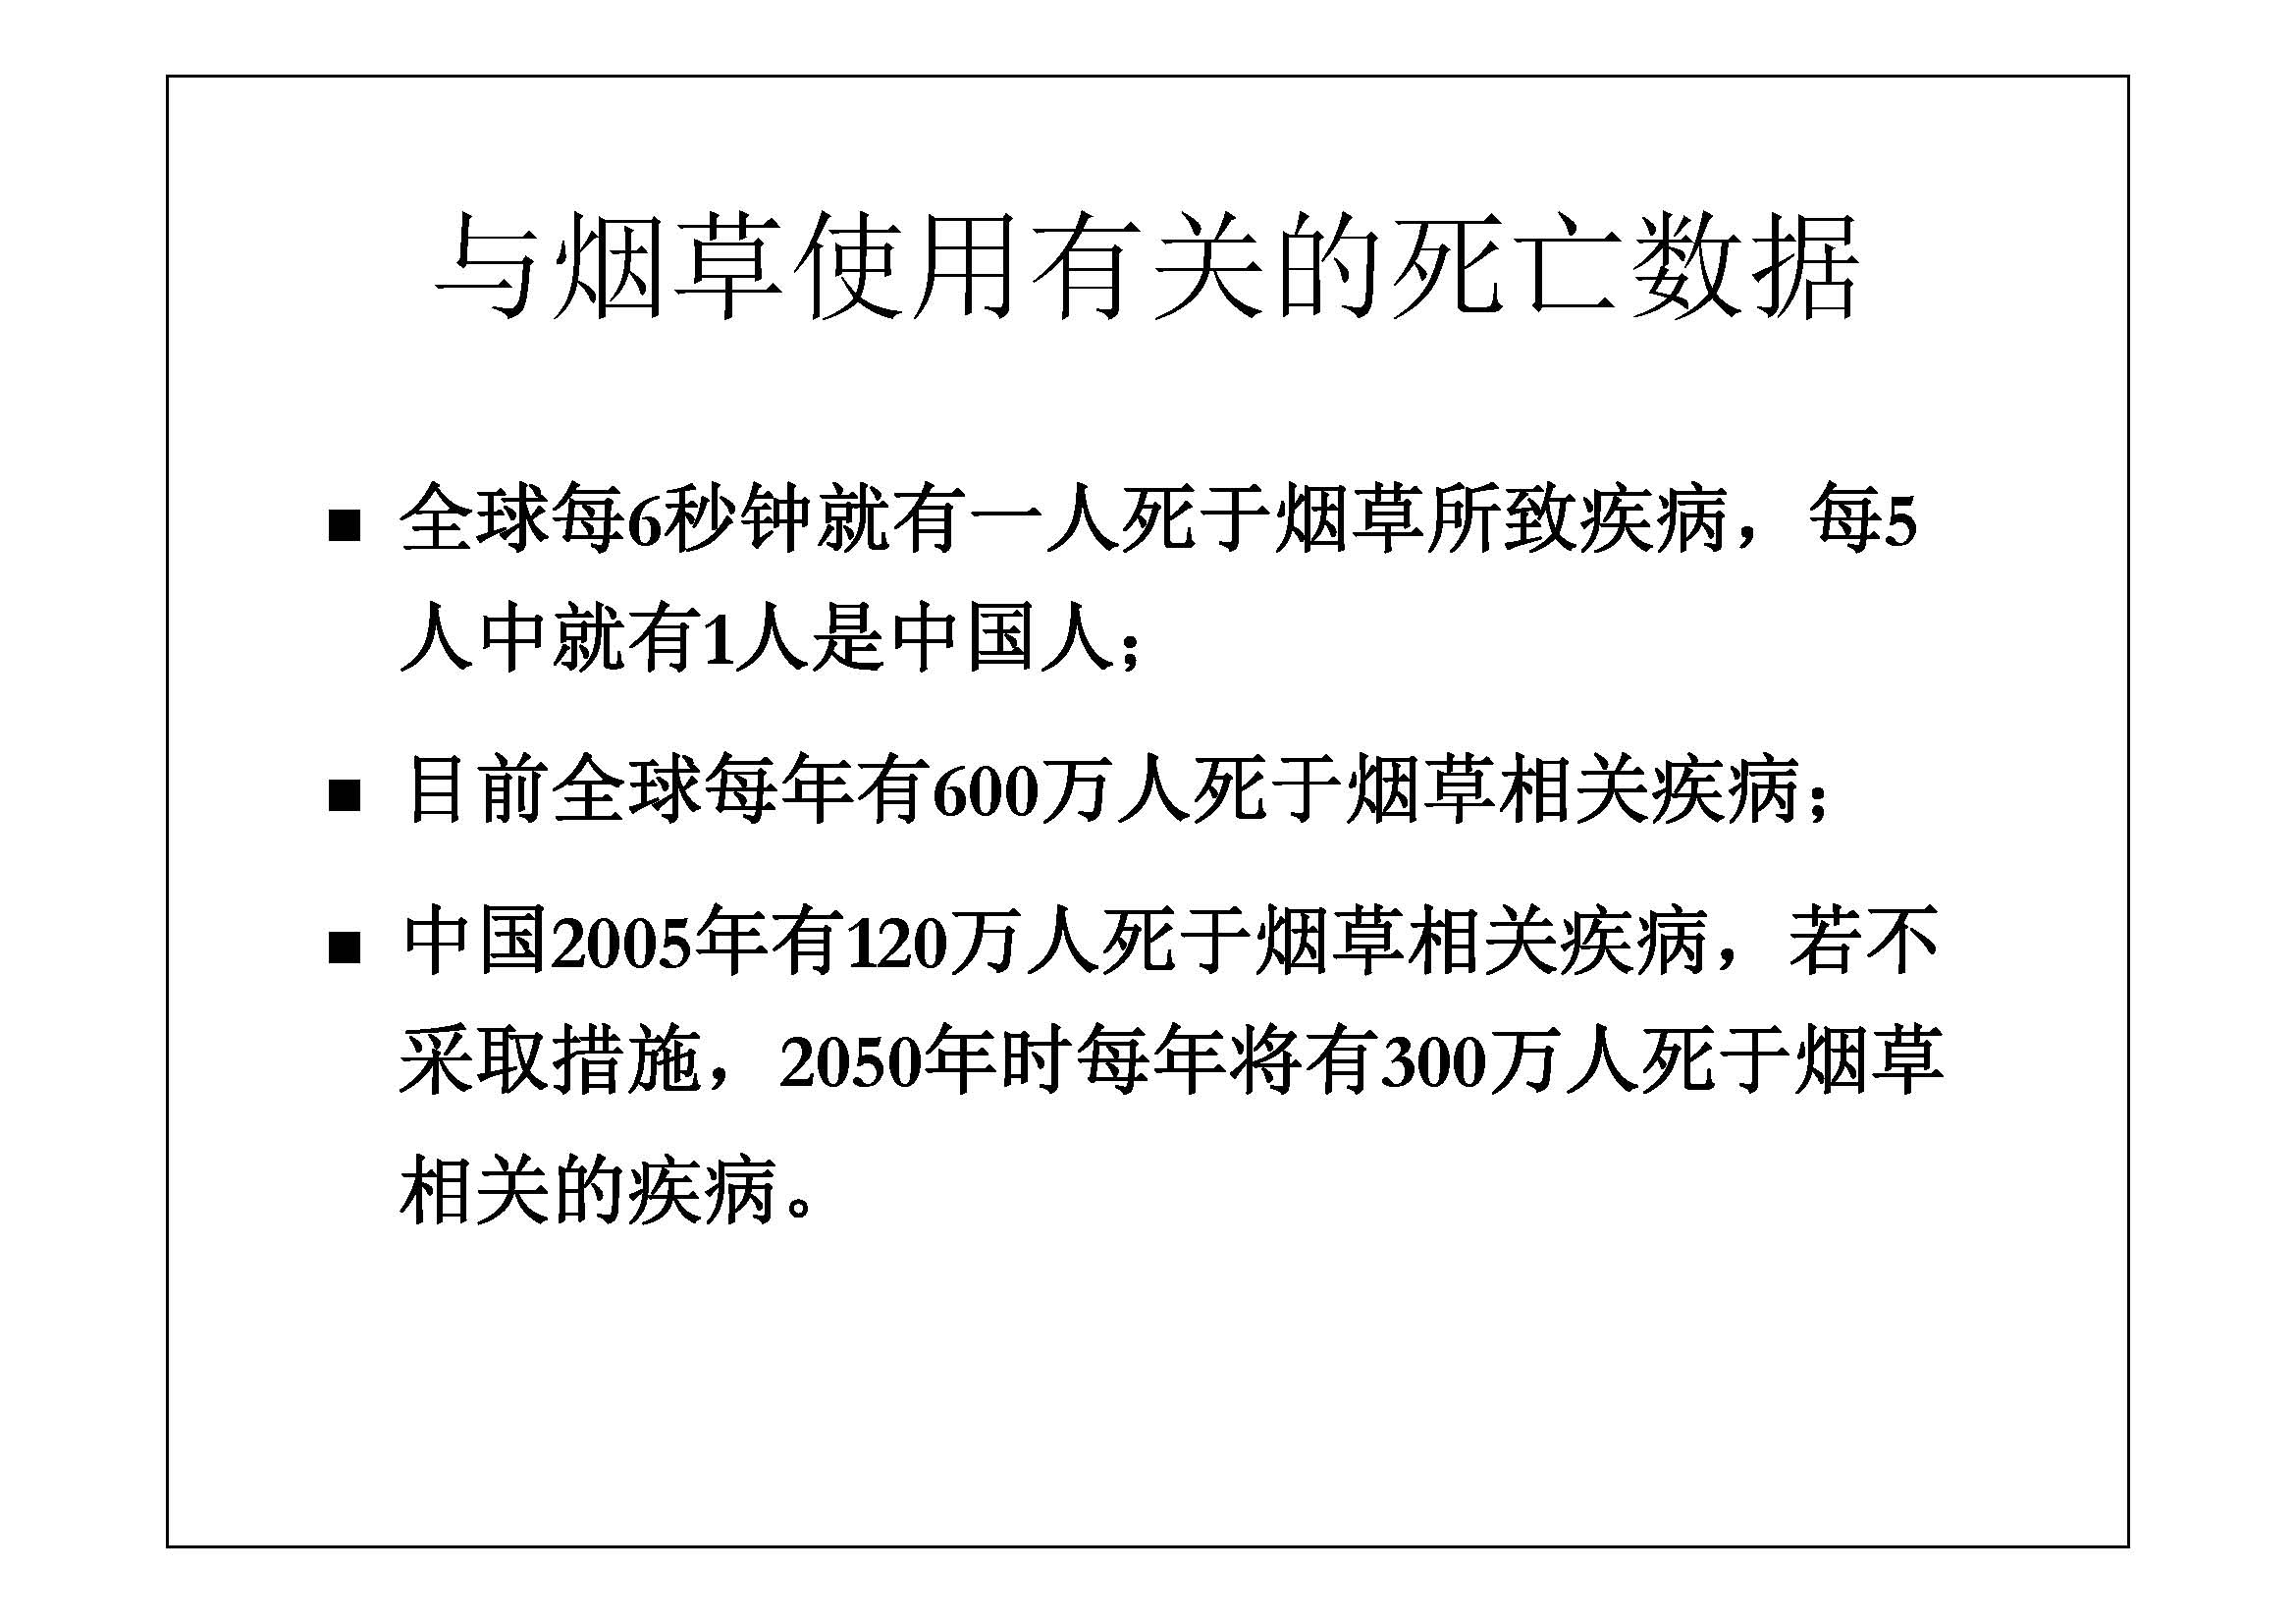 与烟草使用有关的死亡数据
■ 全球每6秒钟就有一人死于烟草所致疾病，每5
人中就有1人是中国人；
■ 目前全球每年有600万人死于烟草相关疾病；
■ 中国2005年有120万人死于烟草相关疾病，若不
采取措施，2050年时每年将有300万人死于烟草
相关的疾病。